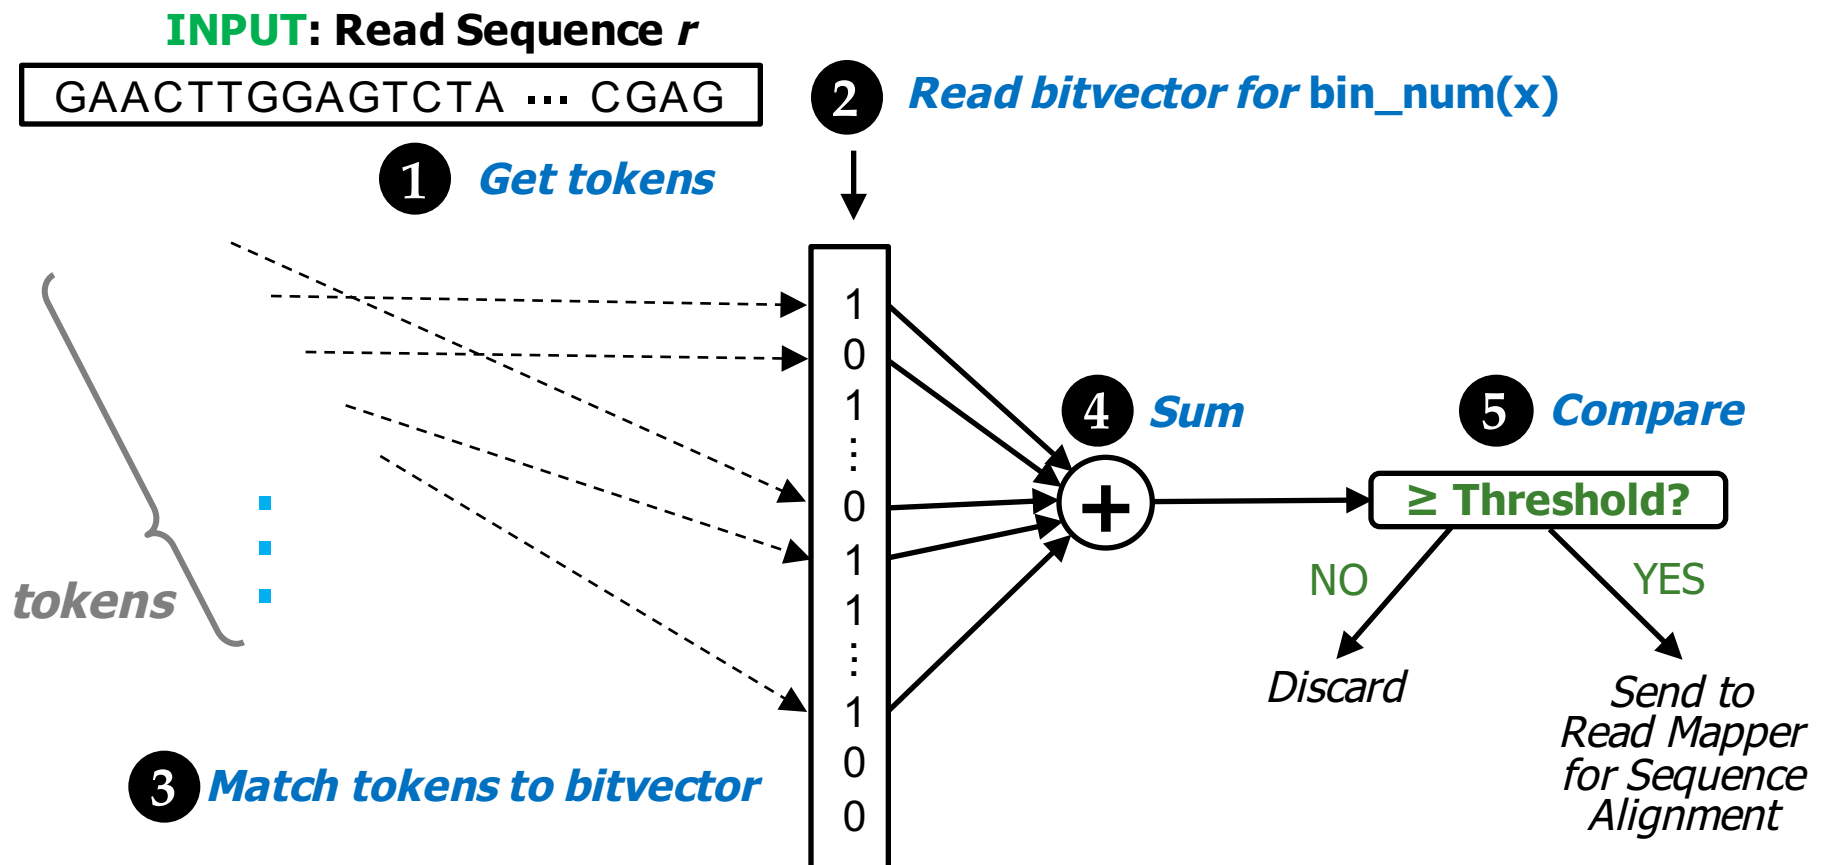 INPUT: Read Sequence r
GAACTTGGAGTCTA ... CGAG
2 Read bitvector for bin_num(x)
1 Get tokens
tokens
3 Match tokens to bitvector
1
0
1
⋮
0
1
1
⋮
1
0
0
4 Sum
+
5 Compare
≥ Threshold?
NO
YES
Discard
Send to
Read Mapper
for Sequence
Alignment